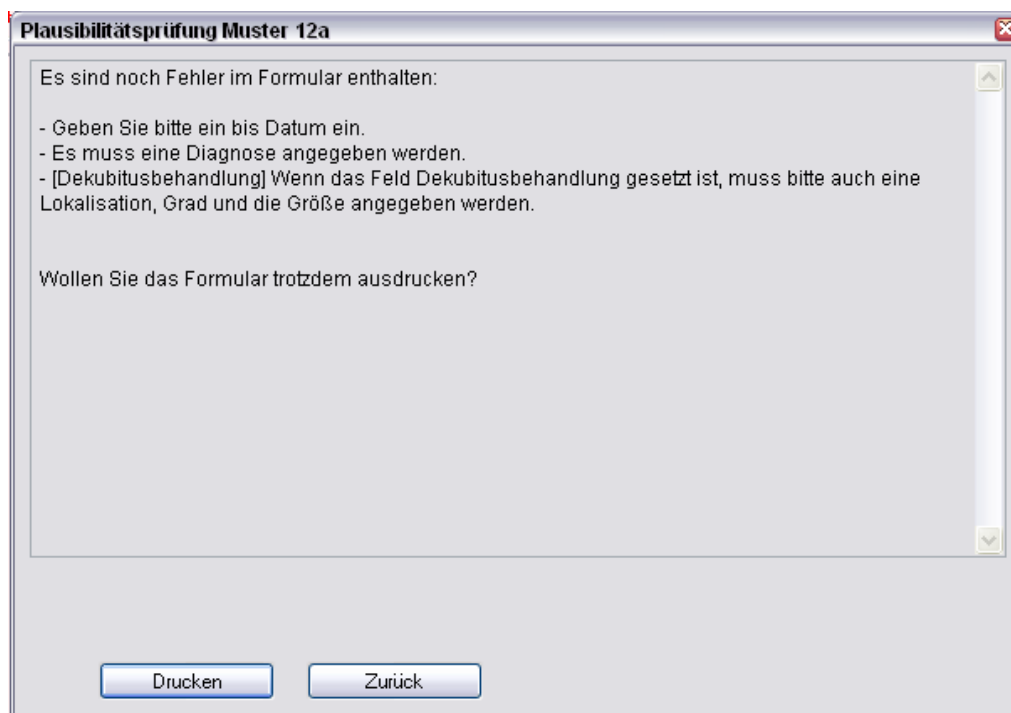 Plausibilitätsprüfung Muster 12a
Es sind noch Fehler im Formular enthalten:
- Geben Sie bitte ein bis Datum ein.
- Es muss eine Diagnose angegeben werden.
- [Dekubitusbehandlung] Wenn das Feld Dekubitusbehandlung gesetzt ist, muss bitte auch eine
Lokalisation, Grad und die Größe angegeben werden.
Wollen Sie das Formular trotzdem ausdrucken?
Drucken
Zurück